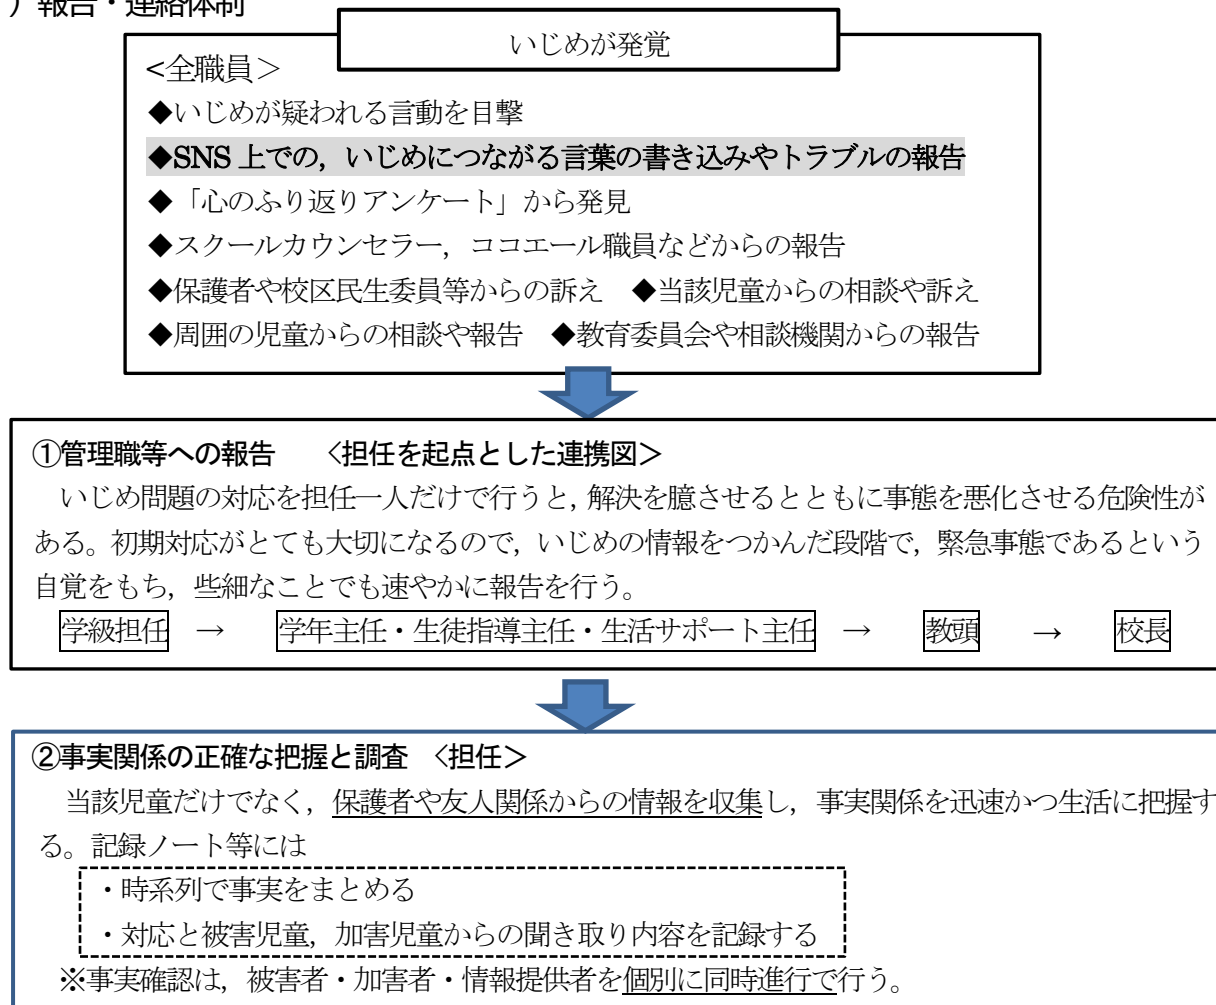 ）報告・連絡体制
いじめが発覚
<全職員＞
◆いじめが疑われる言動を目撃
◆SNS 上での，いじめにつながる言葉の書き込みやトラブルの報告
◆「心のふり返りアンケート」から発見
◆スクールカウンセラー，ココエール職員などからの報告
◆保護者や校区民生委員等からの訴え　◆当該児童からの相談や訴え
◆周囲の児童からの相談や報告　◆教育委員会や相談機関からの報告
①管理職等への報告　　〈担任を起点とした連携図＞
いじめ問題の対応を担任一人だけで行うと，解決を臆させるとともに事態を悪化させる危険性が
ある。初期対応がとても大切になるので，いじめの情報をつかんだ段階で，緊急事態であるという
自覚をもち，些細なことでも速やかに報告を行う。
学級担任　→　学年主任・生徒指導主任・生活サポート主任　→　教頭　→　校長
②事実関係の正確な把握と調査　〈担任＞
当該児童だけでなく，保護者や友人関係からの情報を収集し，事実関係を迅速かつ生活に把握す
る。記録ノート等には
・時系列で事実をまとめる
・対応と被害児童，加害児童からの聞き取り内容を記録する
※事実確認は，被害者・加害者・情報提供者を個別に同時進行で行う。